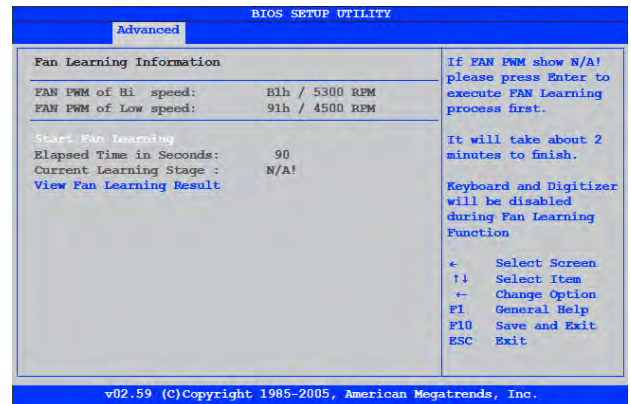 BIOS SETUP UTILITY
Advanced
Fan Learning Information
FAN PWM of Hi speed: B1h / 5300 RPM
FAN PWM of Low speed: 91h / 4500 RPM
Start Fan Learning
Elapsed Time in Seconds: 90
Current Learning Stage : N/A!
View Fan Learning Result
If FAN PWM show N/A!
please press Enter to
execute FAN Learning
process first.
It will take about 2
minutes to finish.
Keyboard and Digitizer
will be disabled
during Fan Learning
Function
← Select Screen
↑↓ Select Item
+- Change Option
F1 General Help
F10 Save and Exit
ESC Exit
v02.59 (C)Copyright 1985-2005, American Megatrends, Inc.